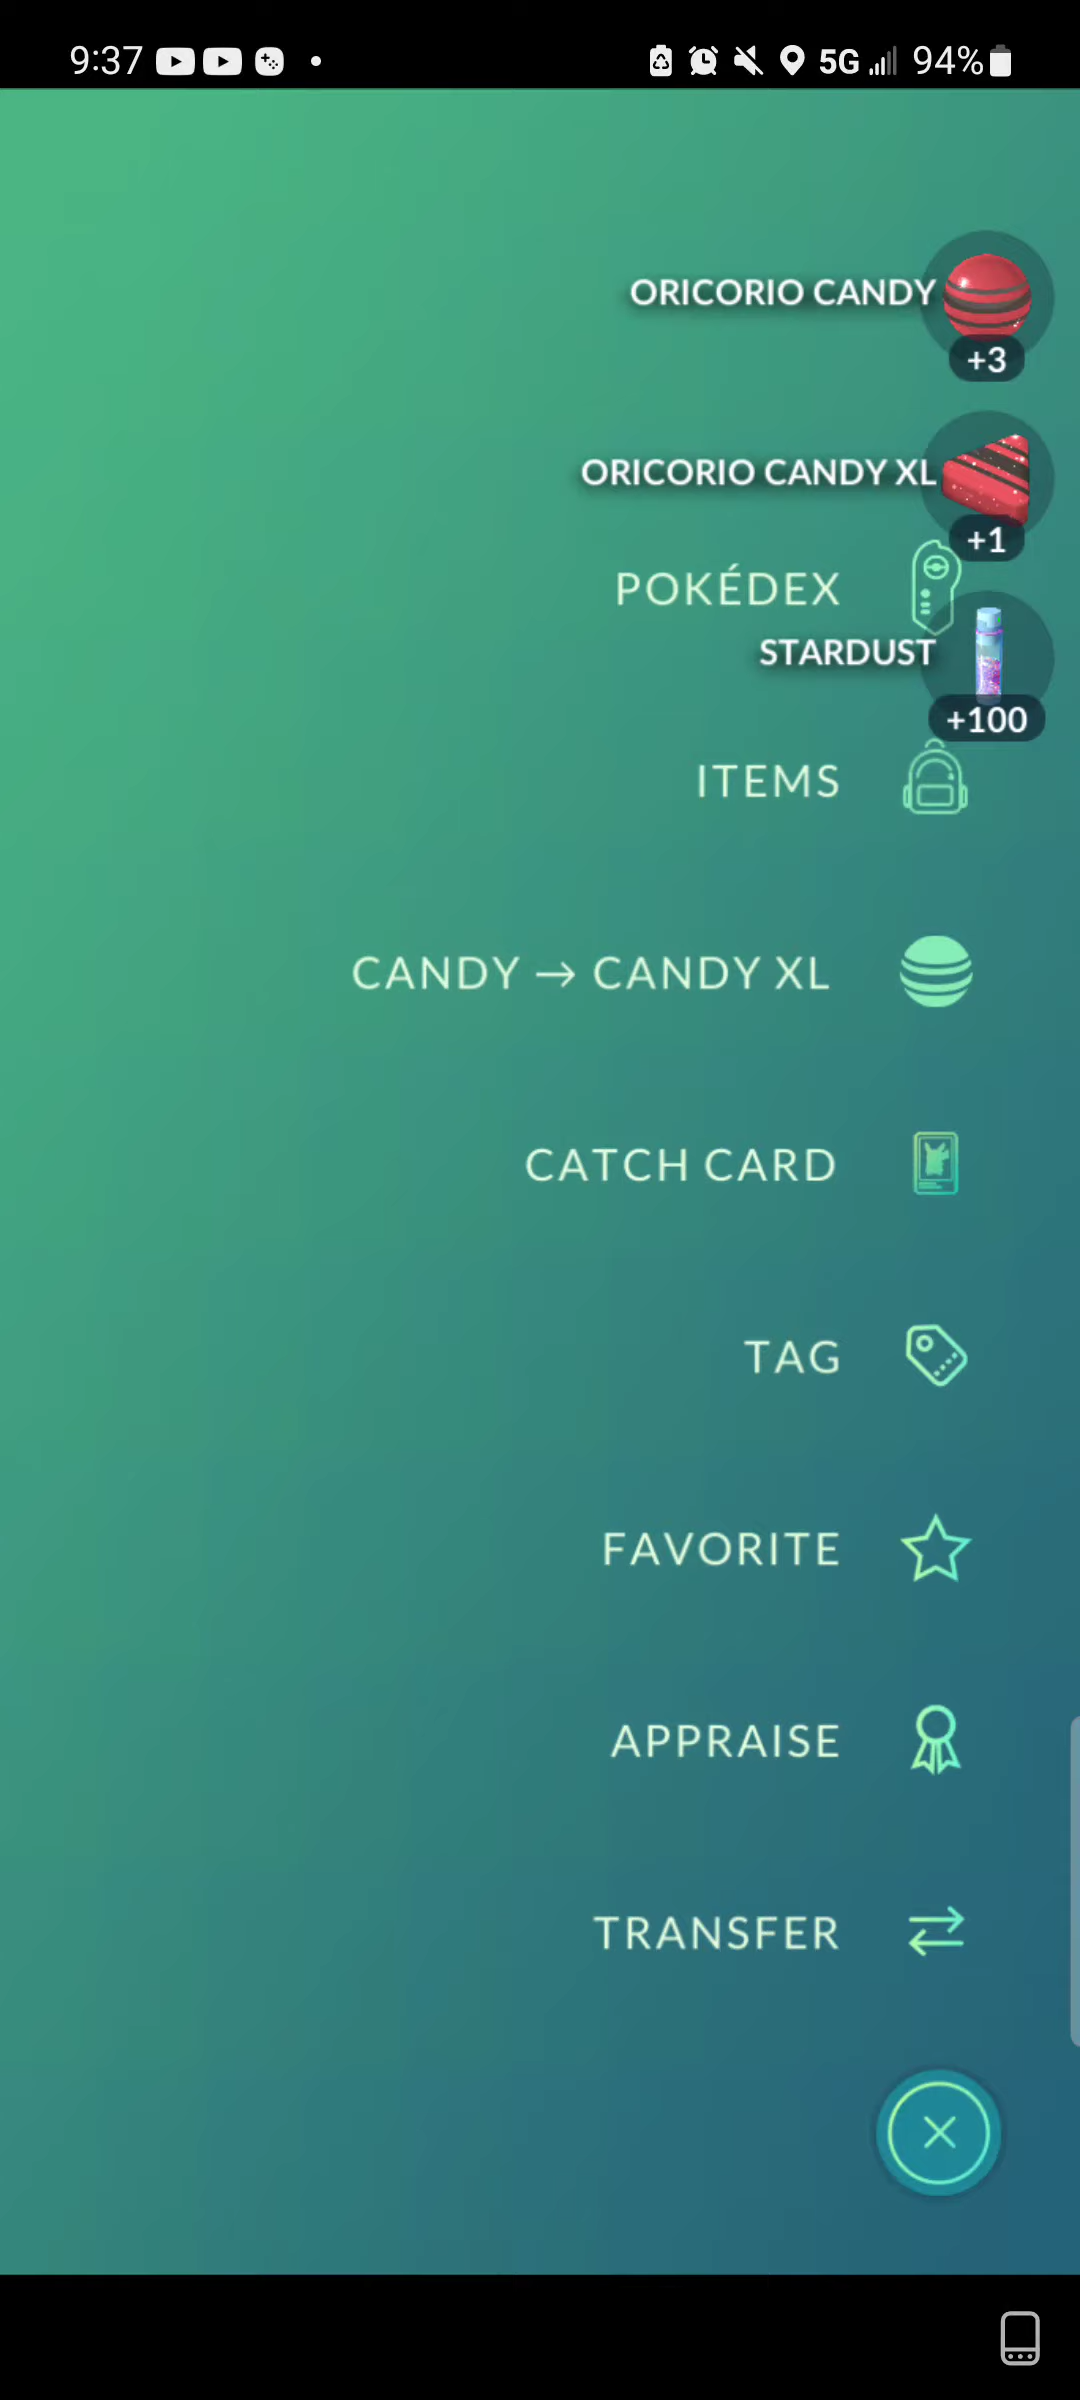 9:37 5G 94%
ORICORIO CANDY
+3
ORICORIO CANDY XL
+1
POKÉDEX
STARDUST
+100
ITEMS
CANDY → CANDY XL
CATCH CARD
TAG
FAVORITE
APPRAISE
TRANSFER